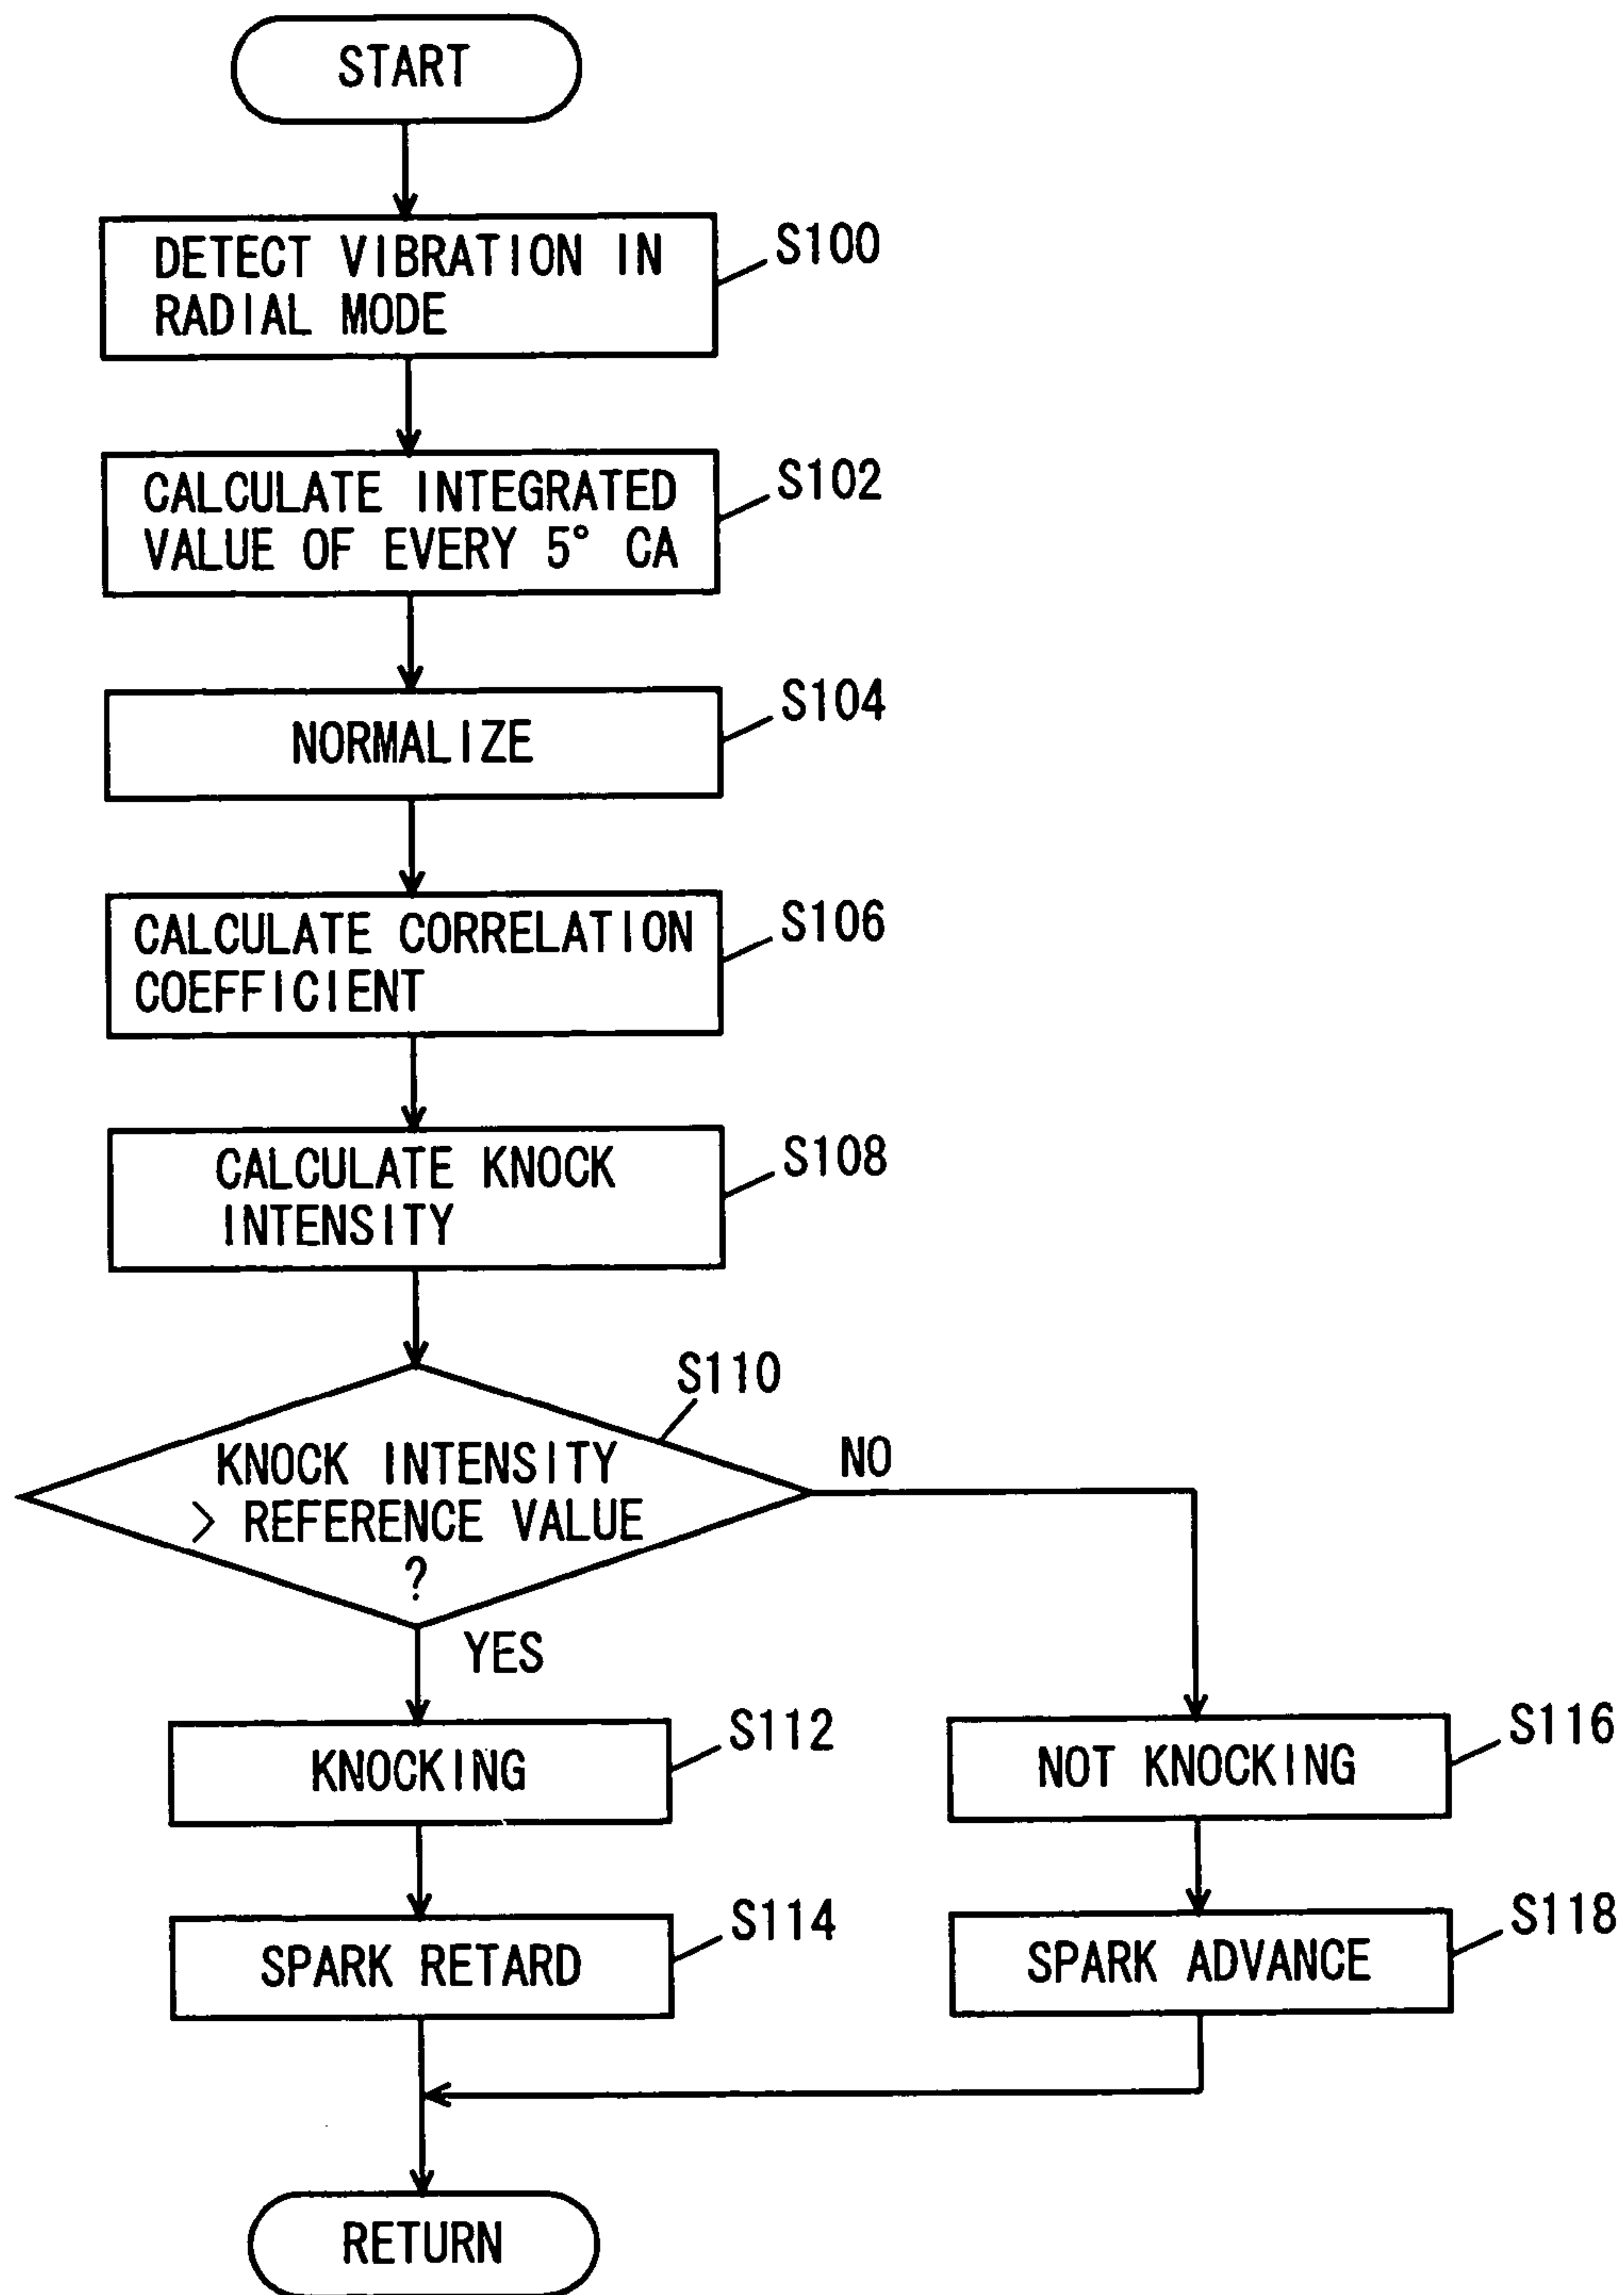 START
DETECT VIBRATION IN
RADIAL MODE
S100
CALCULATE INTEGRATED
VALUE OF EVERY 5° CA
S102
NORMALIZE
S104
CALCULATE CORRELATION
COEFFICIENT
S106
CALCULATE KNOCK
INTENSITY
S108
S110
KNOCK INTENSITY
> REFERENCE VALUE
?
NO
YES
KNOCKING
S112
NOT KNOCKING
S116
SPARK RETARD
S114
SPARK ADVANCE
S118
RETURN